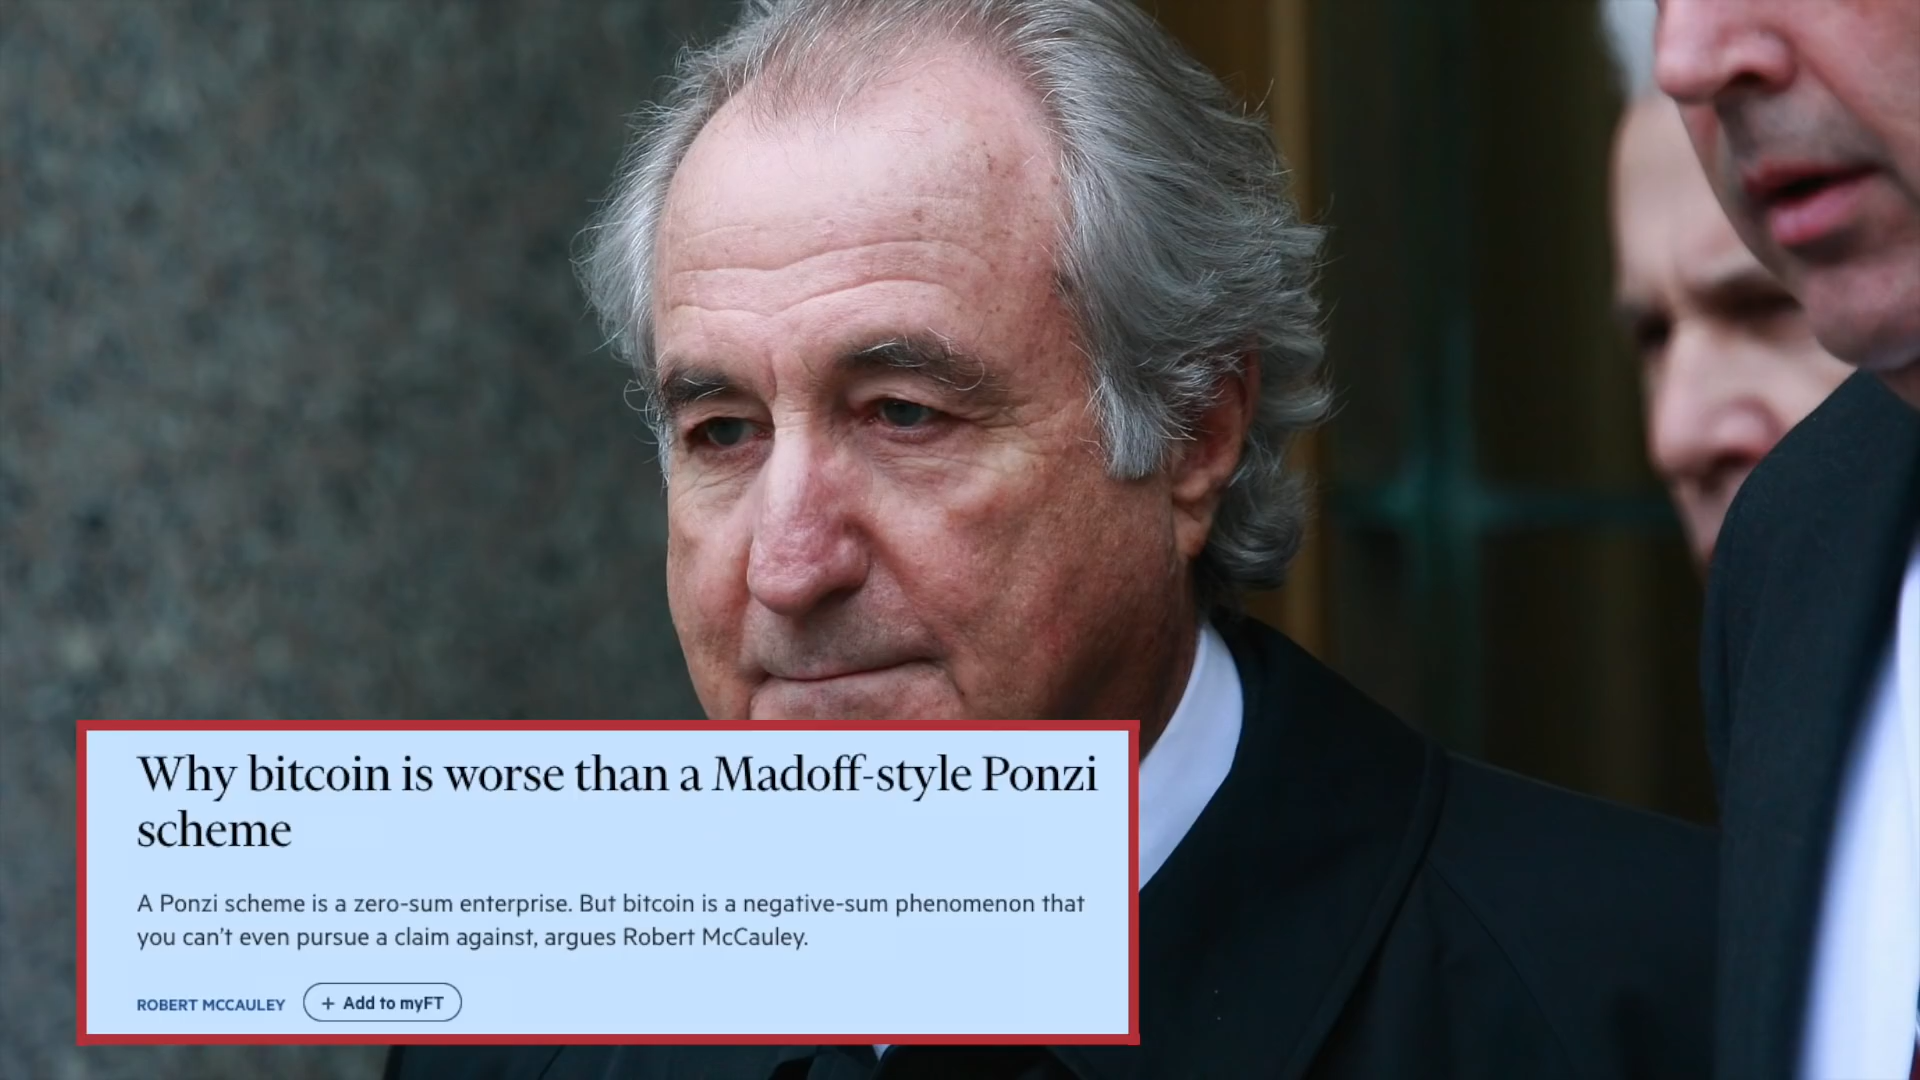 Why bitcoin is worse than a Madoff-style Ponzi
scheme
A Ponzi scheme is a zero-sum enterprise. But bitcoin is a negative-sum phenomenon that
you can't even pursue a claim against, argues Robert McCauley.
ROBERT MCCAULEY + Add to myFT